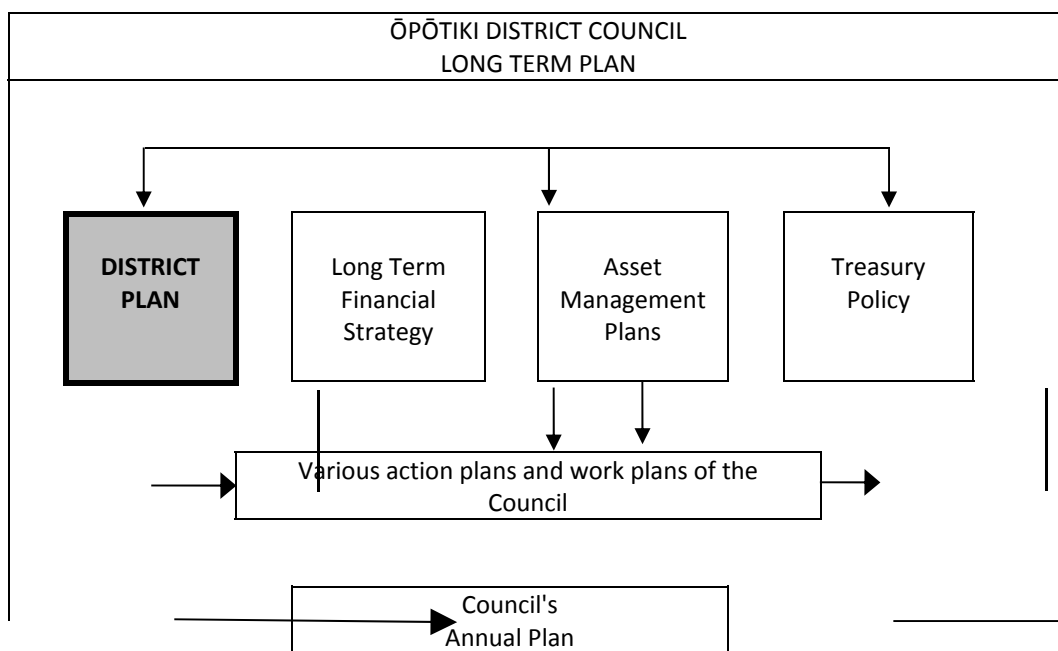 ŌPŌTIKI DISTRICT COUNCIL
LONG TERM PLAN
DISTRICT
PLAN
Long Term
Financial
Strategy
Asset
Management
Plans
Treasury
Policy
Various action plans and work plans of the
Council
Council's
Annual Plan